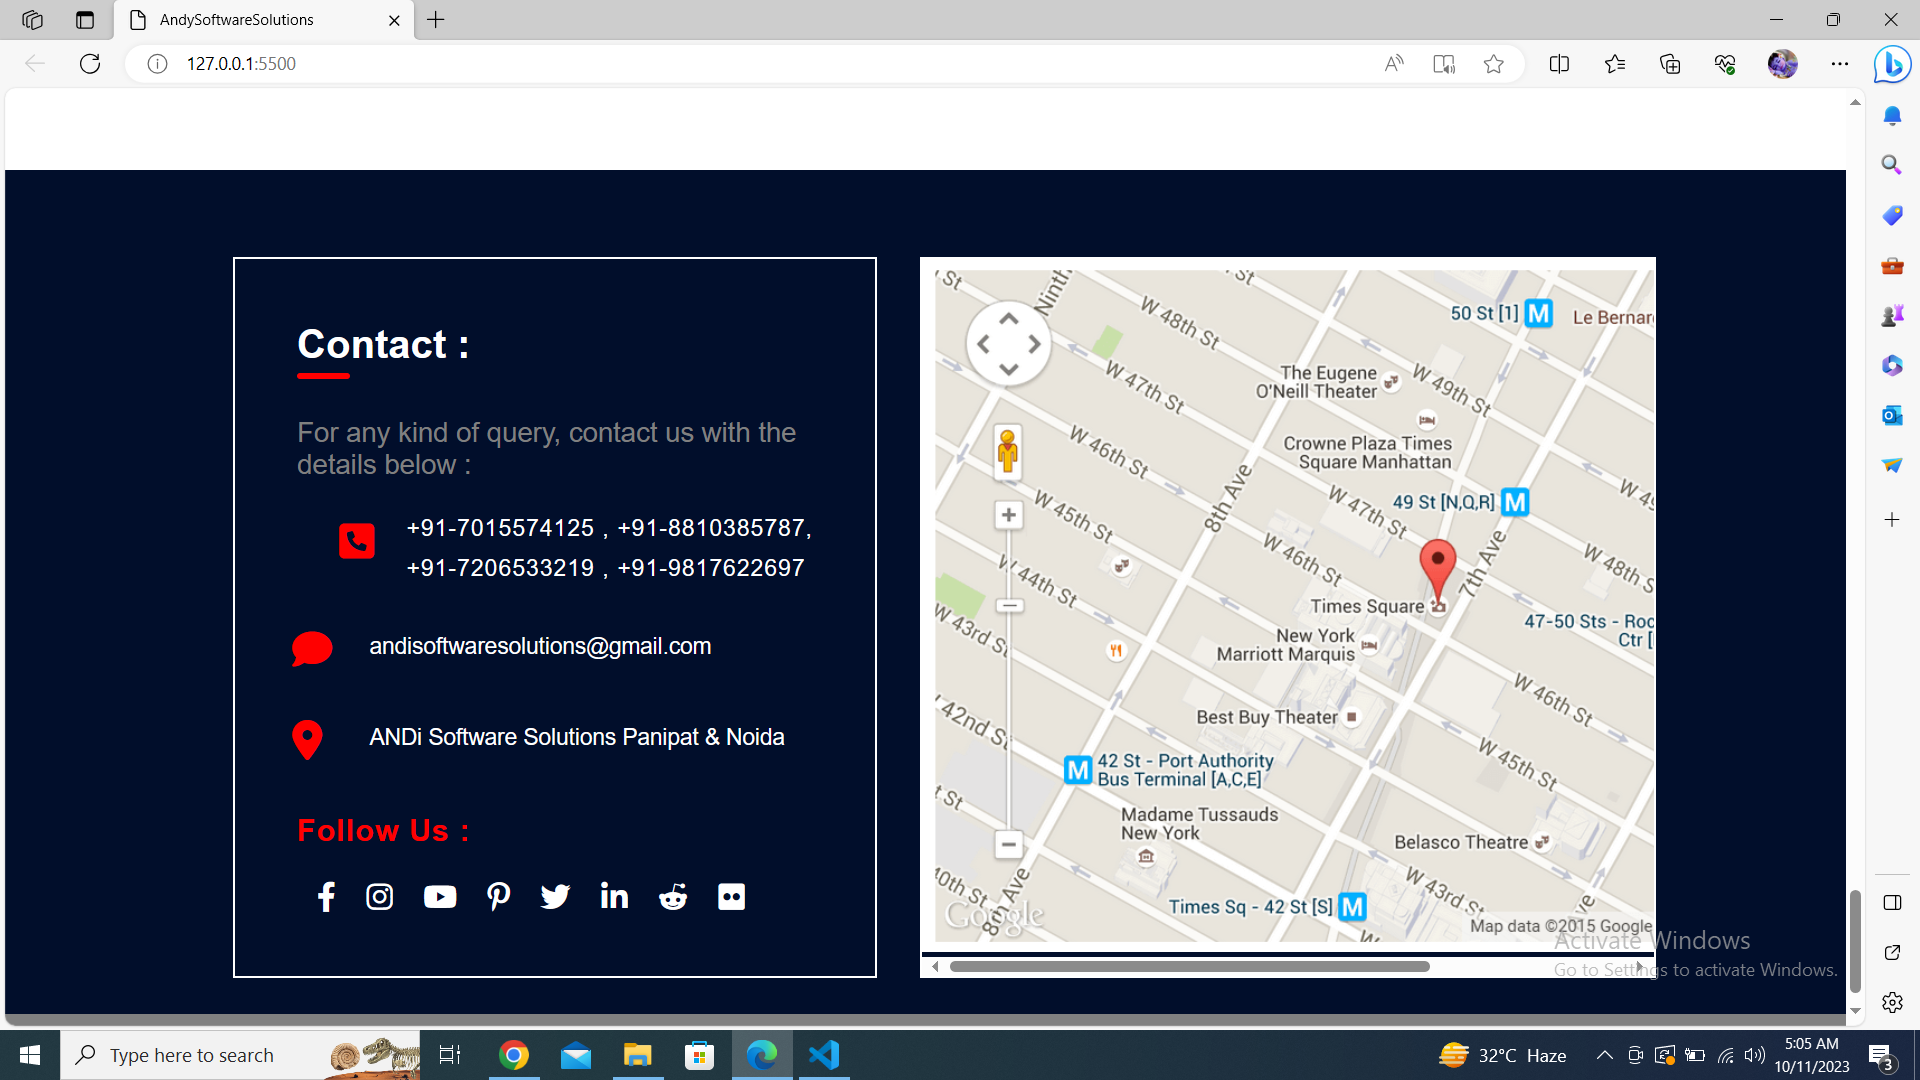 AndySoftwareSolutions
127.0.0.1:5500
Contact :
For any kind of query, contact us with the
details below :
+91-7015574125 , +91-8810385787,
+91-7206533219 , +91-9817622697
andisoftwaresolutions@gmail.com
ANDi Software Solutions Panipat & Noida
Follow Us :
Ninth
W 48th St
50 St [1] M
Le Bernar
W 47th St
The Eugene
O'Neill Theater
W 49th St
W 46th St
Crowne Plaza Times
Square Manhattan
W 45th St
8th Ave
W 47th St
49 St [N,Q,R] M
W 46th St
7th Ave
W 48th S
W 44th St
Times Square
W 43rd S
New York
Marriott Marquis
47-50 Sts - Roc
Ctr [
W 46th St
Best Buy Theater
42nd St
W 45th St
M 42 St - Port Authority
Bus Terminal [A,C,E]
Madame Tussauds
New York
Belasco Theatre
W 43rd St
40th St
8th Ave
Times Sq - 42 St [S] M
Google
Map data ©2015 Google
Activate Windows
Go to Settings to activate Windows.
Type here to search
32°C Haze
5:05 AM
10/11/2023
3